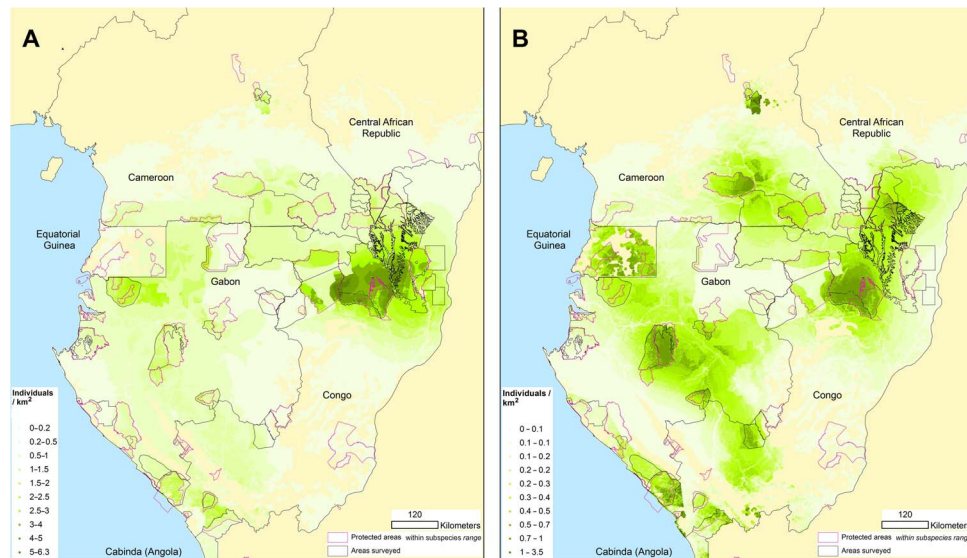 A
Central African
Republic
Cameroon
Equatorial
Guinea
Gabon
Congo
Individuals
/ km²
0–0.2
0.2–0.5
0.5–1
1–1.5
1.5–2
2–2.5
2.5–3
3–4
4–5
5–6.3
Cabinda (Angola)
120
Kilometers
Protected areas within subspecies range
Areas surveyed
B
Central African
Republic
Cameroon
Equatorial
Guinea
Gabon
Congo
Individuals
/ km²
0 – 0.1
0.1 – 0.1
0.1 – 0.2
0.2 – 0.2
0.2 – 0.3
0.3 – 0.4
0.4 – 0.5
0.5 – 0.7
0.7 – 1
1 – 3.5
Cabinda (Angola)
120
Kilometers
Protected areas within subspecies range
Areas surveyed